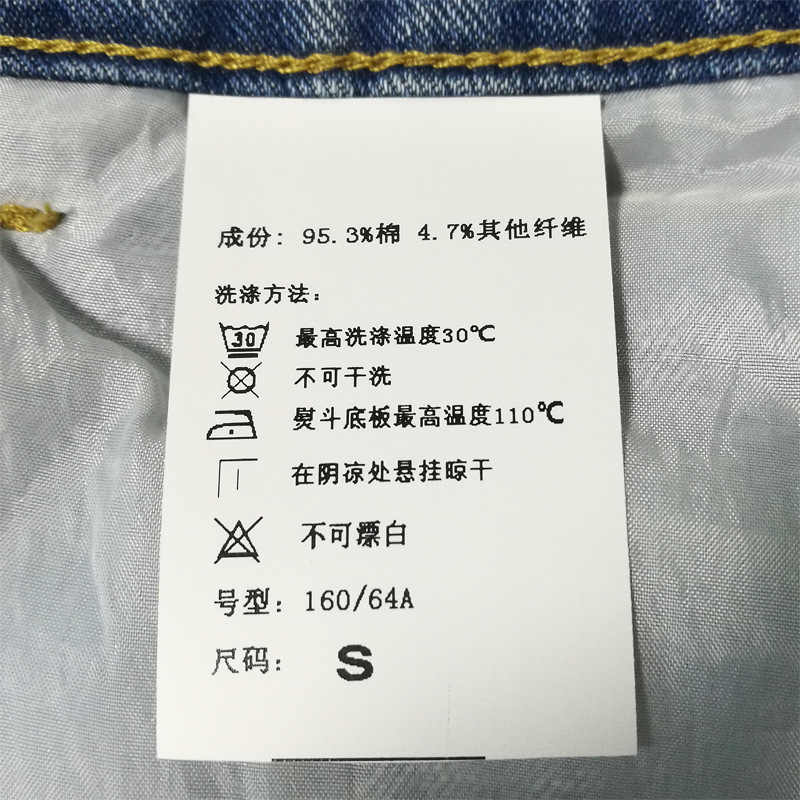 成份: 95.3%棉 4.7%其他纤维
洗涤方法:
30 最高洗涤温度30℃
不可干洗
熨斗底板最高温度110℃
在阴凉处悬挂晾干
不可漂白
号型: 160/64A
尺码: S